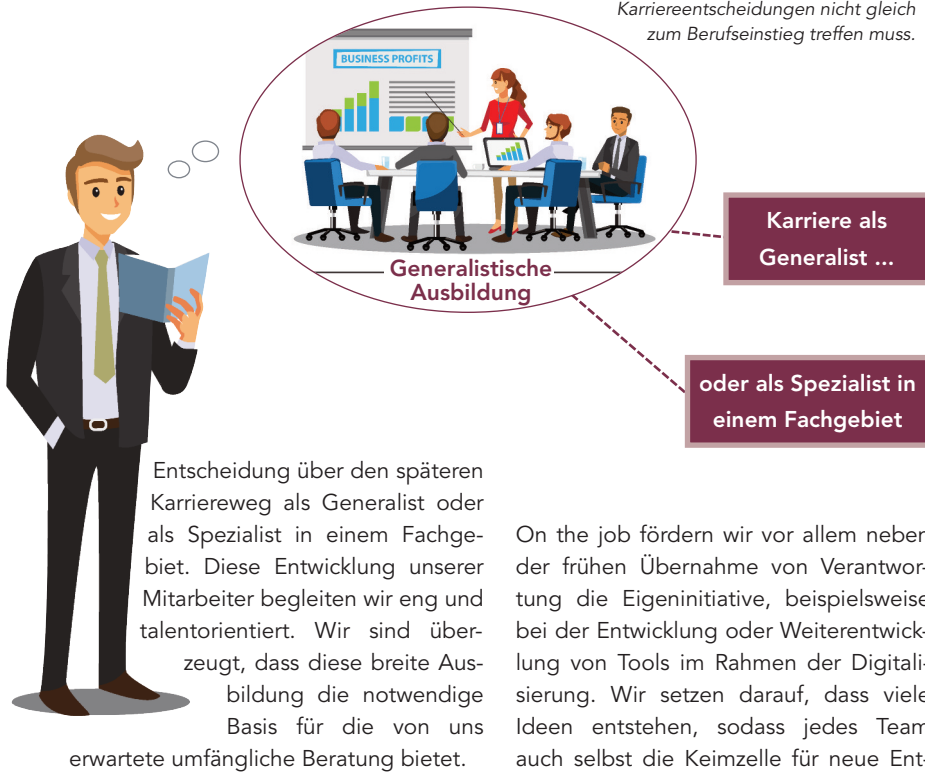 Karriereentscheidungen nicht gleich
zum Berufseinstieg treffen muss.
BUSINESS PROFITS
Generalistische
Ausbildung
Karriere als
Generalist ...
oder als Spezialist in
einem Fachgebiet
Entscheidung über den späteren
Karriereweg als Generalist oder
als Spezialist in einem Fachge-
biet. Diese Entwicklung unserer
Mitarbeiter begleiten wir eng und
talentorientiert. Wir sind über-
zeugt, dass diese breite Aus-
bildung die notwendige
Basis für die von uns
erwartete umfängliche Beratung bietet.
On the job fördern wir vor allem neben
der frühen Übernahme von Verantwor-
tung die Eigeninitiative, beispielsweise
bei der Entwicklung oder Weiterentwick-
lung von Tools im Rahmen der Digitali-
sierung. Wir setzen darauf, dass viele
Ideen entstehen, sodass jedes Team
auch selbst die Keimzelle für neue Ent-